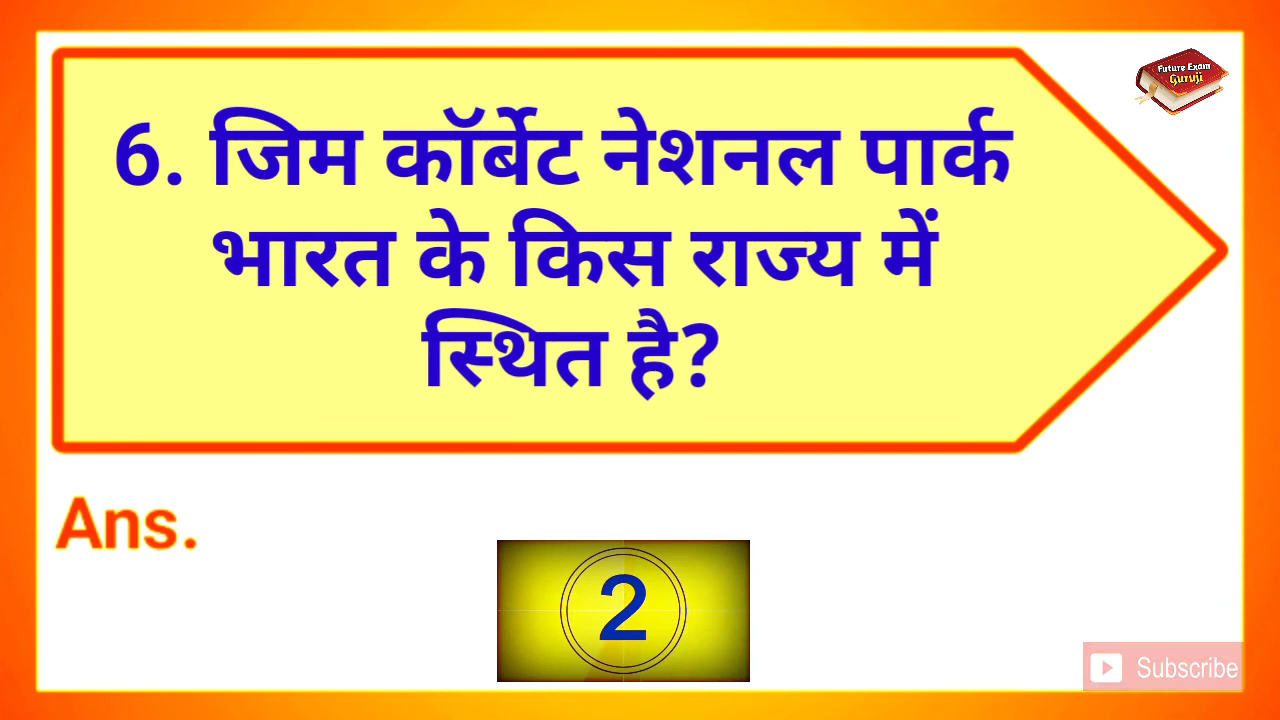 6. जिम कॉर्बेट नेशनल पार्क
भारत के किस राज्य में
स्थित है?
Future Exam
Guruji
Ans.
2
Subscribe